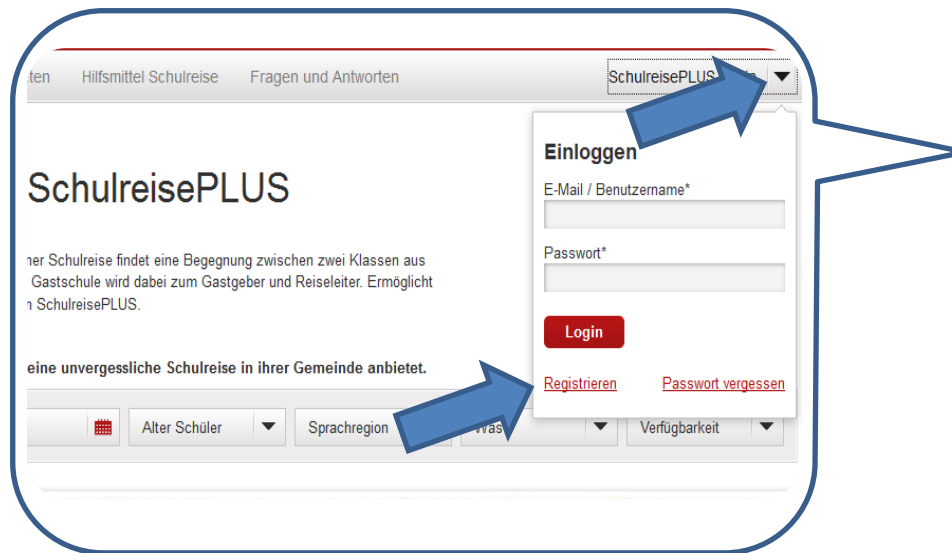 Hilfsmittel Schulreise Fragen und Antworten SchulreisePLUS
Einloggen
E-Mail / Benutzername*
SchulreisePLUS
Passwort*
Schulreise findet eine Begegnung zwischen zwei Klassen aus
Gastschule wird dabei zum Gastgeber und Reiseleiter. Ermöglicht
SchulreisePLUS.
Login
eine unvergessliche Schulreise in ihrer Gemeinde anbietet.
Registrieren Passwort vergessen
Alter Schüler Sprachregion Verfügbarkeit